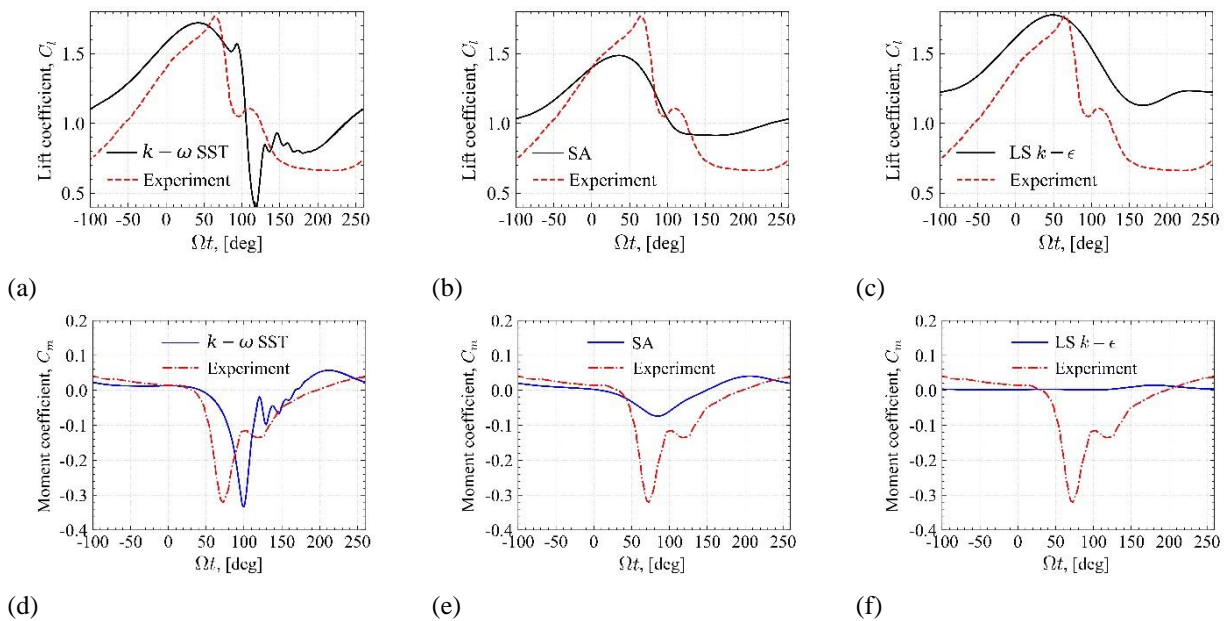 1.5
1.0
0.5
Lift coefficient, C_l
k − ω SST
Experiment
-100 -50 0 50 100 150 200 250
Ωt, [deg]
(a)
1.5
1.0
0.5
Lift coefficient, C_l
SA
Experiment
-100 -50 0 50 100 150 200 250
Ωt, [deg]
(b)
1.5
1.0
0.5
Lift coefficient, C_l
LS k − ϵ
Experiment
-100 -50 0 50 100 150 200 250
Ωt, [deg]
(c)
0.2
0.1
0.0
-0.1
-0.2
-0.3
-0.4
Moment coefficient, C_m
k − ω SST
Experiment
-100 -50 0 50 100 150 200 250
Ωt, [deg]
(d)
0.2
0.1
0.0
-0.1
-0.2
-0.3
-0.4
Moment coefficient, C_m
SA
Experiment
-100 -50 0 50 100 150 200 250
Ωt, [deg]
(e)
0.2
0.1
0.0
-0.1
-0.2
-0.3
-0.4
Moment coefficient, C_m
LS k − ϵ
Experiment
-100 -50 0 50 100 150 200 250
Ωt, [deg]
(f)